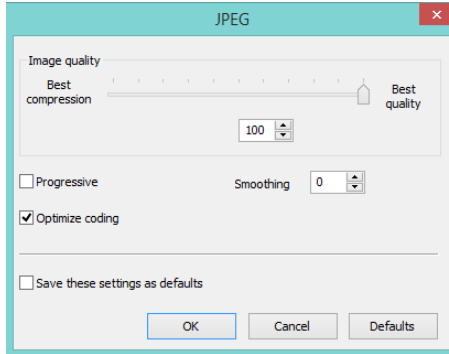 JPEG
Image quality
Best compression
Best quality
100
Progressive
Smoothing
0
Optimize coding
Save these settings as defaults
OK
Cancel
Defaults